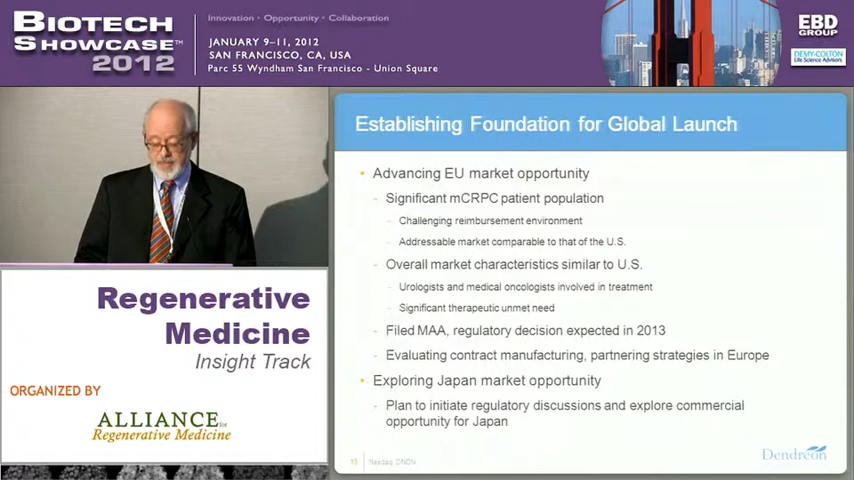 BIOTECH
SHOWCASE™
2012
Innovation • Opportunity • Collaboration
JANUARY 9–11, 2012
SAN FRANCISCO, CA, USA
Parc 55 Wyndham San Francisco - Union Square
EBD
GROUP
DEMY-COLTON
Life Science Advisors
Regenerative
Medicine
Insight Track
ORGANIZED BY
ALLIANCE for
Regenerative Medicine
Establishing Foundation for Global Launch
• Advancing EU market opportunity
- Significant mCRPC patient population
- Challenging reimbursement environment
- Addressable market comparable to that of the U.S.
- Overall market characteristics similar to U.S.
- Urologists and medical oncologists involved in treatment
- Significant therapeutic unmet need
- Filed MAA, regulatory decision expected in 2013
- Evaluating contract manufacturing, partnering strategies in Europe
• Exploring Japan market opportunity
- Plan to initiate regulatory discussions and explore commercial
opportunity for Japan
13 Nasdaq: DNDN
Dendreon